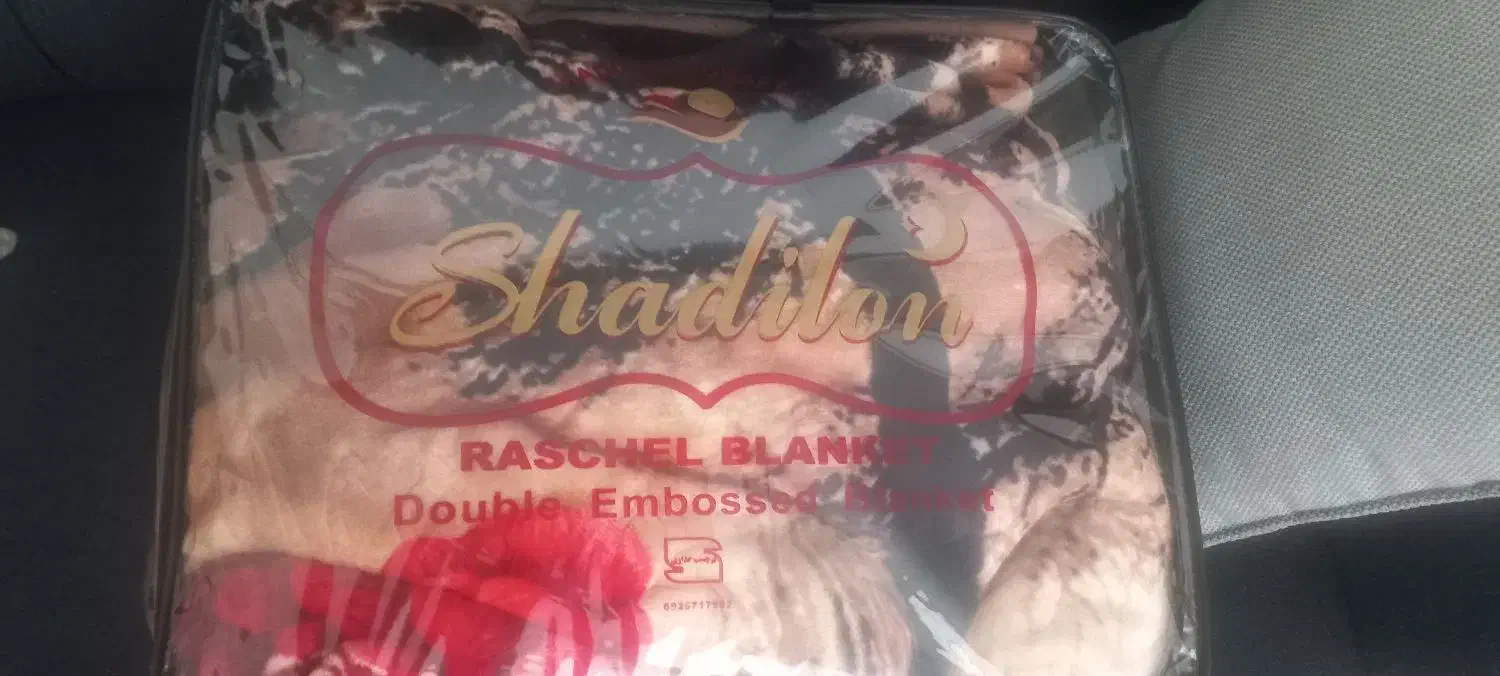 Shadilon
RASCHEL BLANKET
Double Embossed Blanket